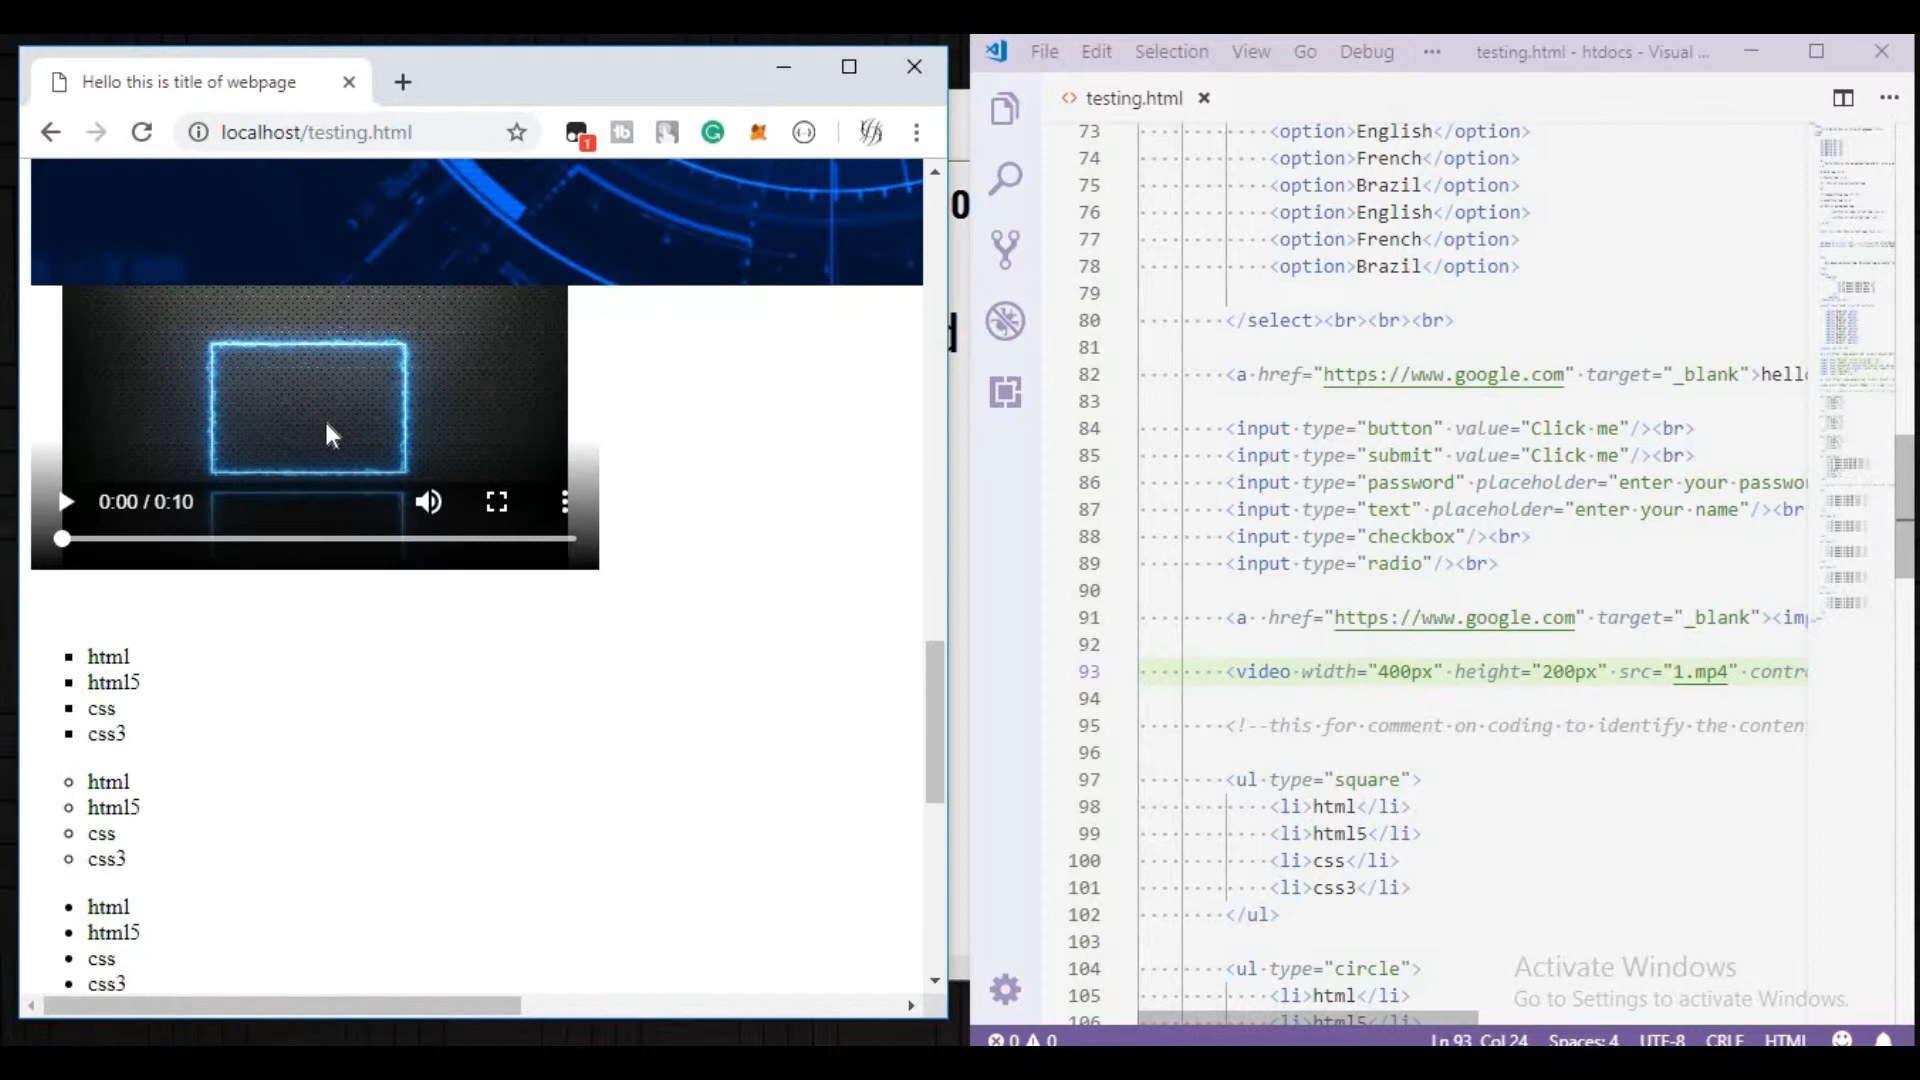 Hello this is title of webpage
localhost/testing.html
1
0:00 / 0:10
html
html5
css
css3
html
html5
css
css3
html
html5
css
css3
File Edit Selection View Go Debug ··· testing.html - htdocs - Visual ...
testing.html
73 <option>English</option>
74 <option>French</option>
75 <option>Brazil</option>
76 <option>English</option>
77 <option>French</option>
78 <option>Brazil</option>
79
80 </select><br><br><br>
81
82 <a href="https://www.google.com" target="_blank">hello
83
84 <input type="button" value="Click me"/><br>
85 <input type="submit" value="Click me"/><br>
86 <input type="password" placeholder="enter your passwo
87 <input type="text" placeholder="enter your name"/><br
88 <input type="checkbox"/><br>
89 <input type="radio"/><br>
90
91 <a href="https://www.google.com" target="_blank"><im
92
93 <video width="400px" height="200px" src="1.mp4" contr
94
95 <!--this for comment on coding to identify the conten
96
97 <ul type="square">
98 <li>html</li>
99 <li>html5</li>
100 <li>css</li>
101 <li>css3</li>
102 </ul>
103
104 <ul type="circle">
105 <li>html</li>
106 <li>html5</li>
Activate Windows
Go to Settings to activate Windows.
0 0 Ln 93, Col 24 Spaces: 4 UTF-8 CRLF HTML